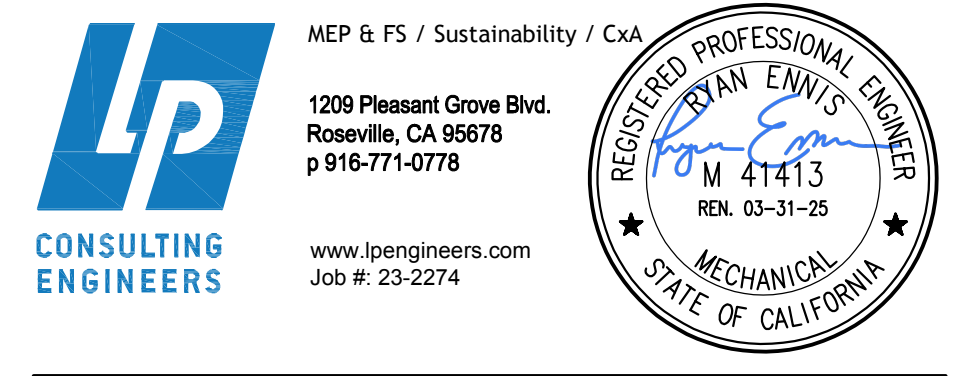 LP
CONSULTING
ENGINEERS
MEP & FS / Sustainability / CxA
1209 Pleasant Grove Blvd.
Roseville, CA 95678
p 916-771-0778
www.lpengineers.com
Job #: 23-2274
REGISTERED PROFESSIONAL ENGINEER
RYAN ENNIS
M 41413
REN. 03-31-25
MECHANICAL
STATE OF CALIFORNIA